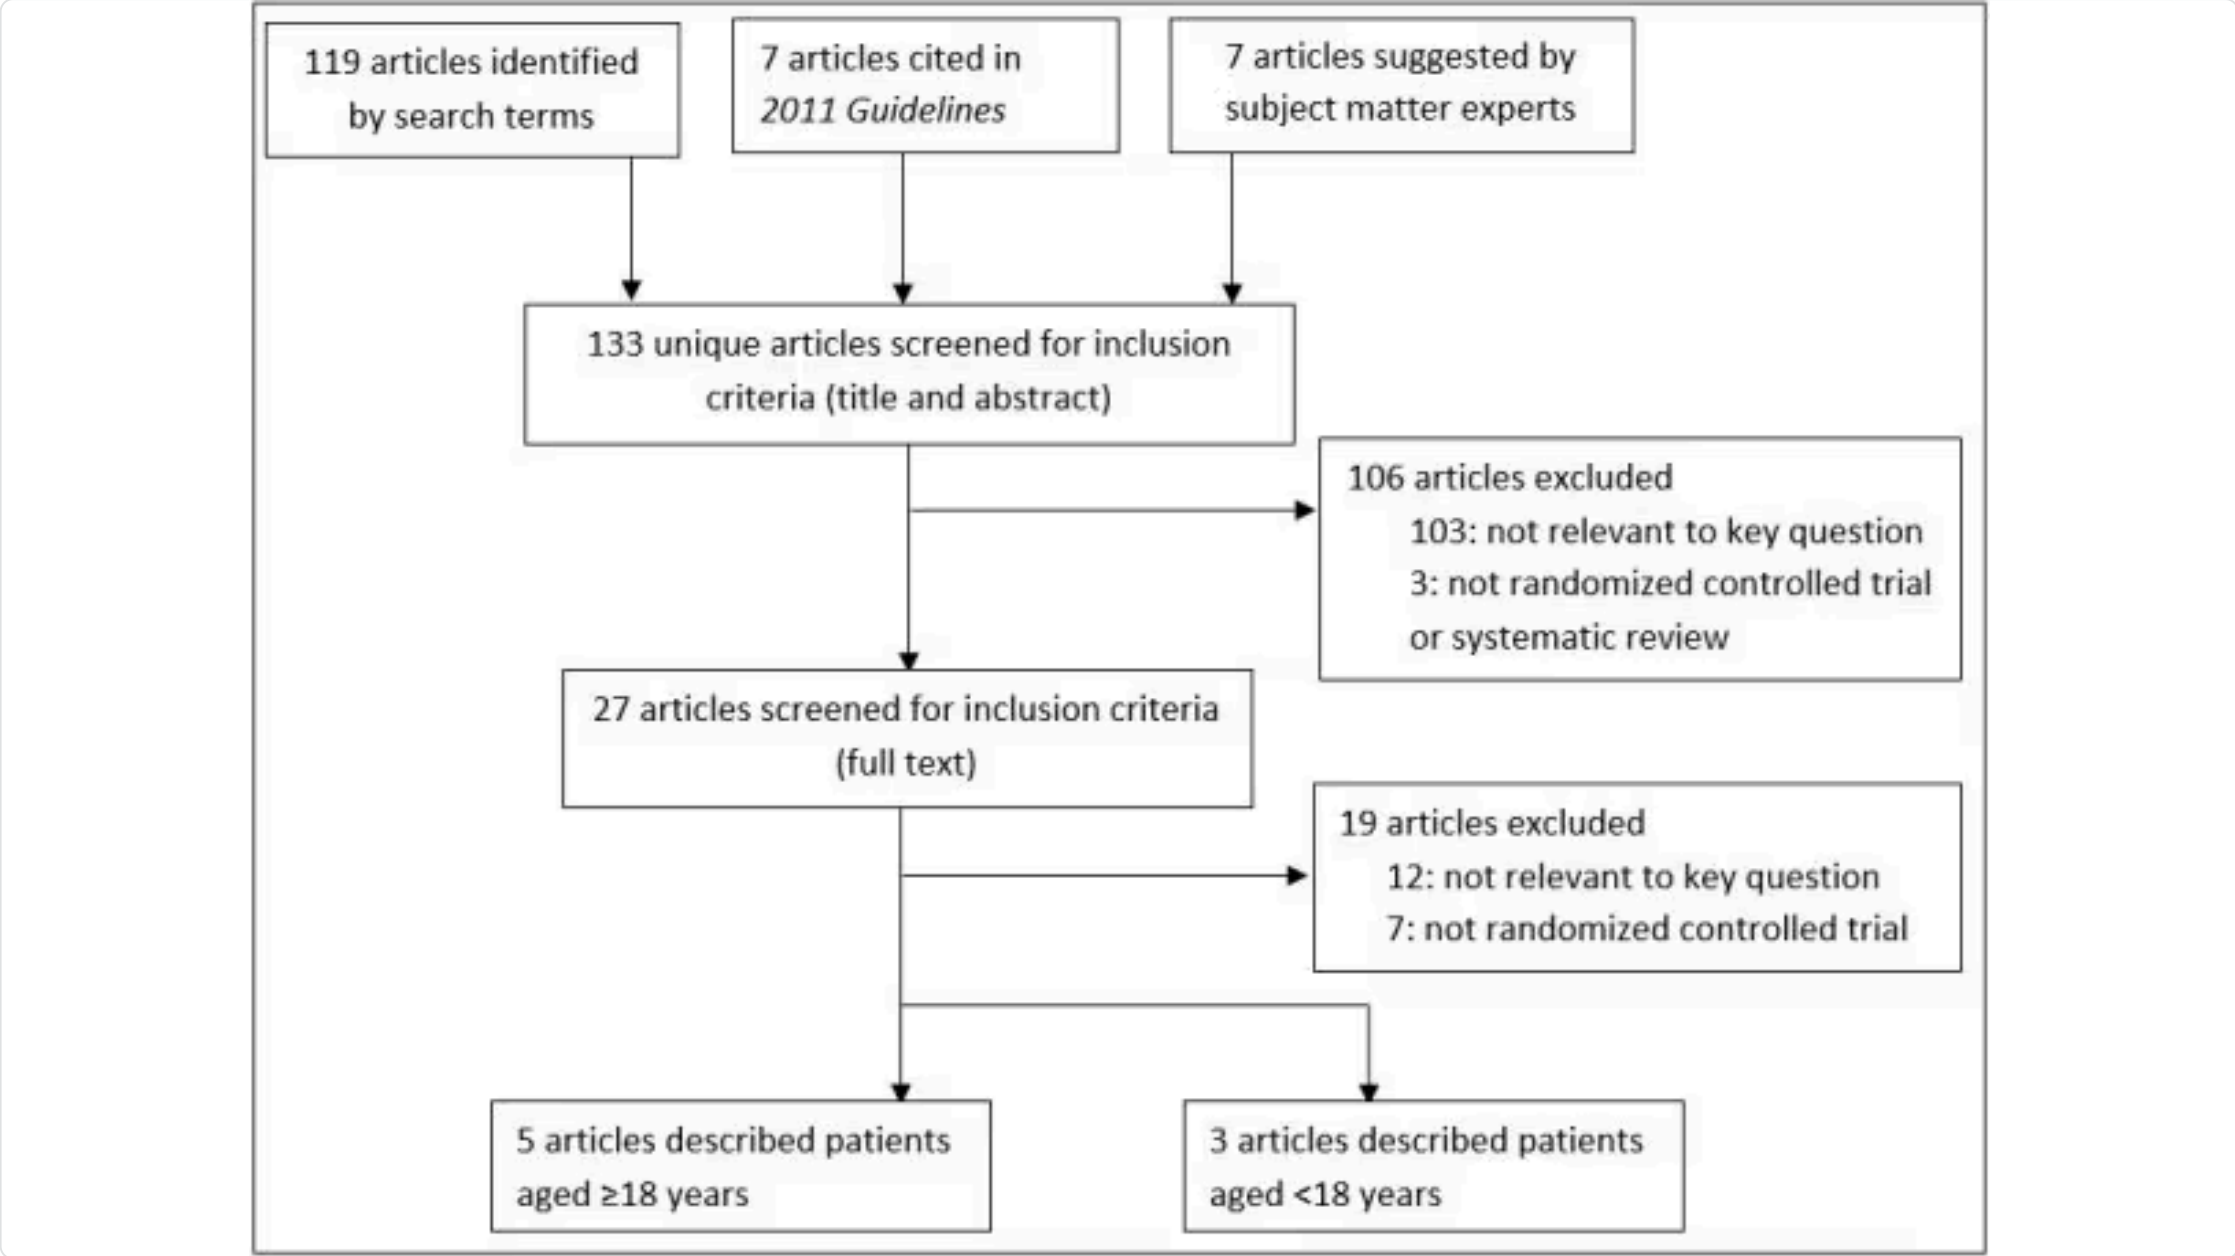 119 articles identified
by search terms
7 articles cited in
2011 Guidelines
7 articles suggested by
subject matter experts
133 unique articles screened for inclusion
criteria (title and abstract)
106 articles excluded
103: not relevant to key question
3: not randomized controlled trial
or systematic review
27 articles screened for inclusion criteria
(full text)
19 articles excluded
12: not relevant to key question
7: not randomized controlled trial
5 articles described patients
aged ≥18 years
3 articles described patients
aged <18 years